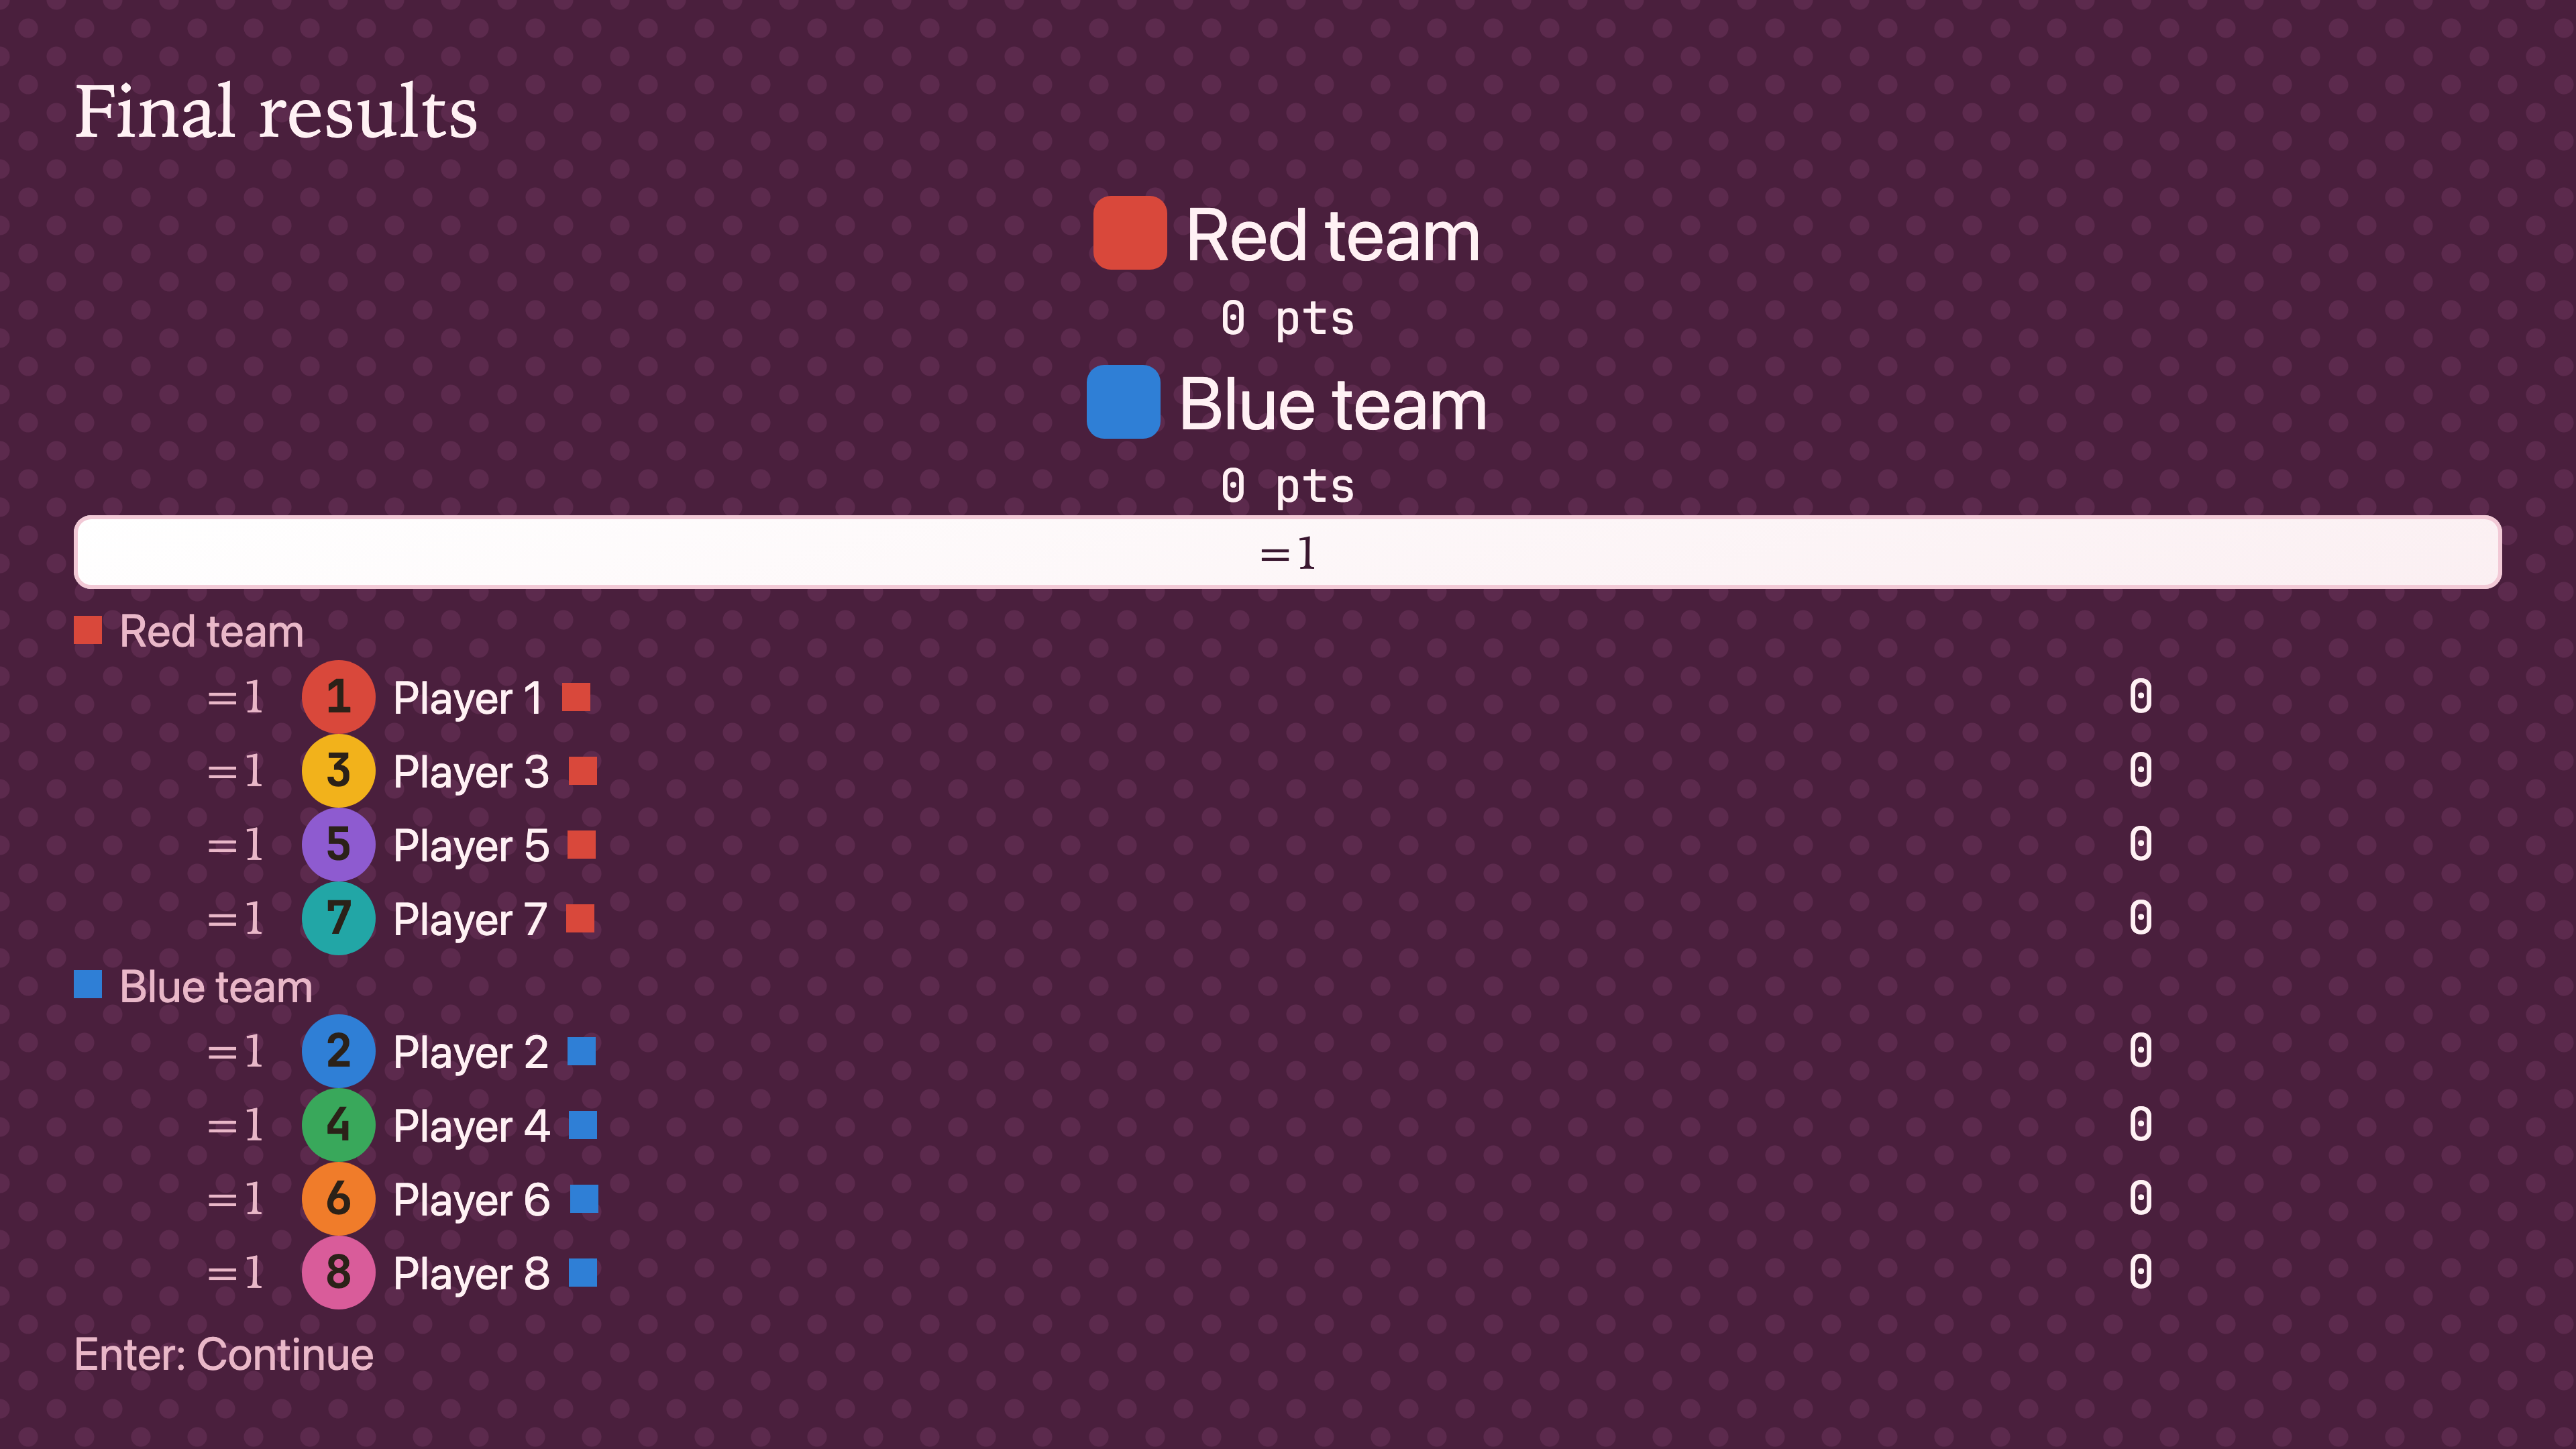 Final results
Red team
0 pts
Blue team
0 pts
=1
Red team
=1 1 Player 1 0
=1 3 Player 3 0
=1 5 Player 5 0
=1 7 Player 7 0
Blue team
=1 2 Player 2 0
=1 4 Player 4 0
=1 6 Player 6 0
=1 8 Player 8 0
Enter: Continue